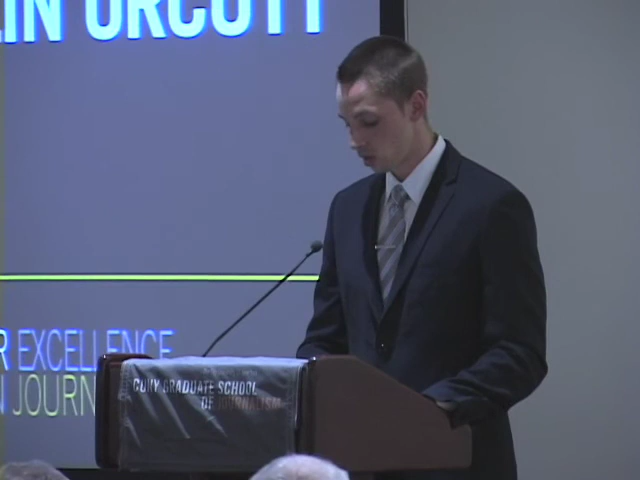 LIN ORCUTT
R EXCELLENCE
N JOURN
CUNY GRADUATE SCHOOL
OF JOURNALISM